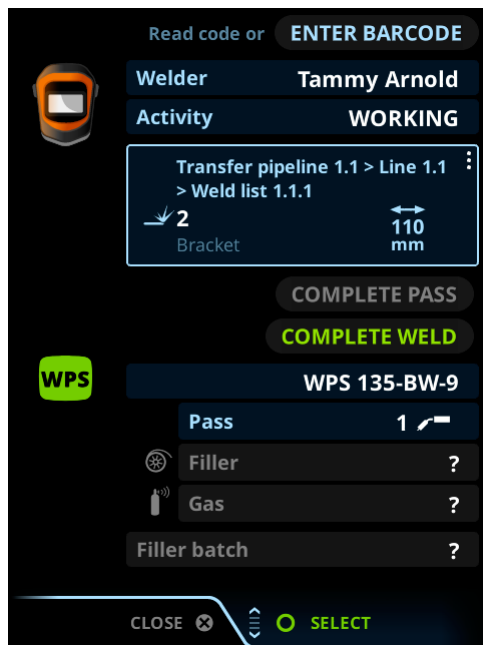 Read code or ENTER BARCODE
Welder Tammy Arnold
Activity WORKING
Transfer pipeline 1.1 > Line 1.1
> Weld list 1.1.1
2
Bracket
110
mm
COMPLETE PASS
COMPLETE WELD
WPS
WPS 135-BW-9
Pass 1
Filler ?
Gas ?
Filler batch ?
CLOSE SELECT